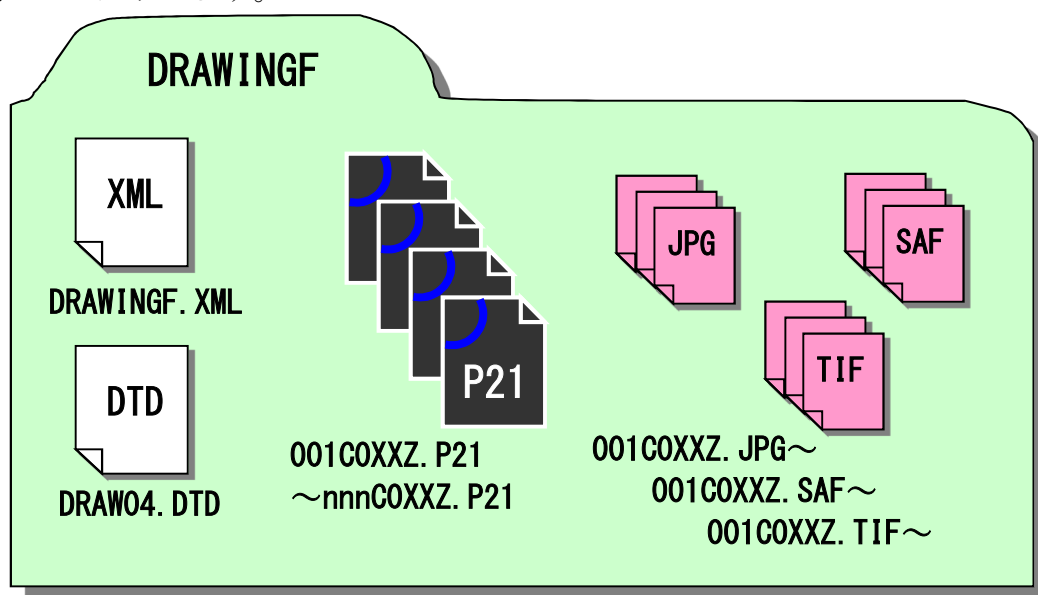 DRAWINGF
XML
DRAWINGF.XML
DTD
DRAW04.DTD
P21
001C0XXZ.P21
～nnnC0XXZ.P21
JPG
SAF
TIF
001C0XXZ.JPG～
001C0XXZ.SAF～
001C0XXZ.TIF～